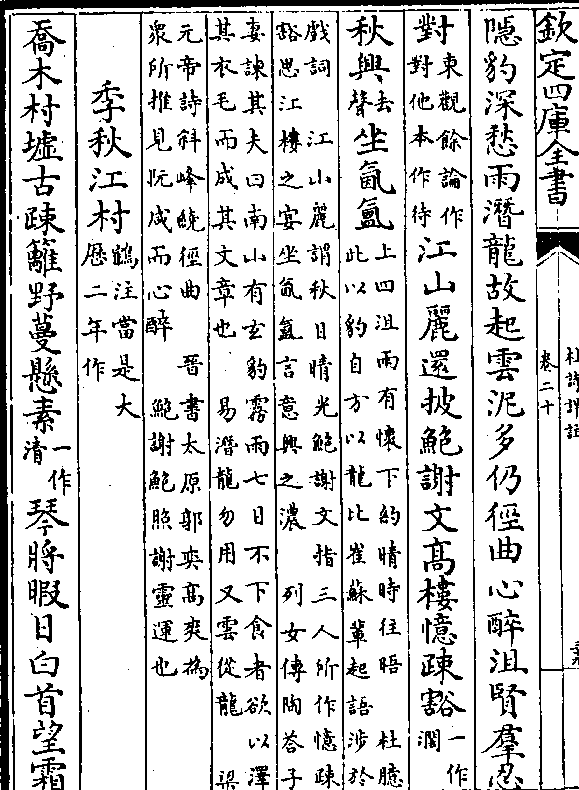 杜詩詳註
卷二十
欽定四庫全書
隱豹深愁雨潛龍故起雲泥多仍徑曲心醉沮賢羣忍
對
東觀餘論作
對他本作待
江山麗還披鮑謝文高樓憶疎豁
一作
濶
秋興
去
聲
坐氤氳
上四沮雨有懷下約晴時往晤 杜臆
此以豹自方以龍比崔蘇輩起語涉於
戲詞 江山麗謂秋日晴光鮑謝文指三人所作憶疎
豁思江樓之宴坐氤氳言意興之濃 列女傳陶荅子
妻諫其夫曰南山有玄豹霧雨七日不下食者欲以澤
其衣毛而成其文章也 易潛龍勿用又雲從龍 梁
元帝詩斜峰繞徑曲 晉書太原郭奕高爽為
衆所推見阮咸而心醉 鮑謝鮑照謝靈運也
季秋江村
鶴注當是大
厯二年作
喬木村墟古疎籬野蔓懸素
一作
清
琴將暇日白首望霜